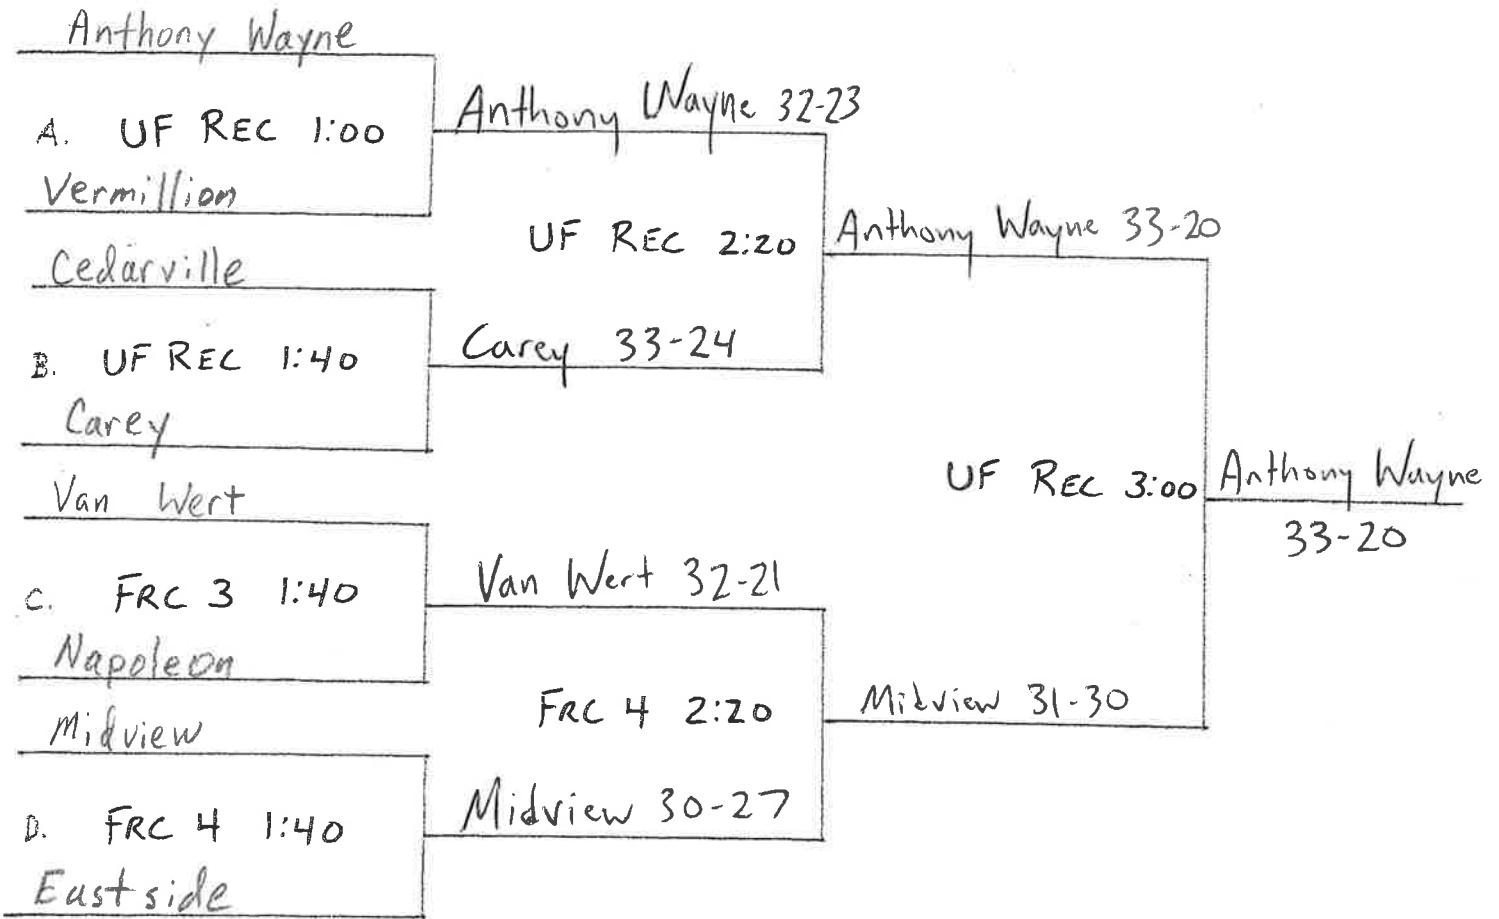 Anthony Wayne
A. UF REC 1:00
Vermillion
Cedarville
B. UF REC 1:40
Carey
Van Wert
C. FRC 3 1:40
Napoleon
Midview
D. FRC 4 1:40
Eastside
Anthony Wayne 32-23
UF REC 2:20
Carey 33-24
Van Wert 32-21
FRC 4 2:20
Midview 30-27
Anthony Wayne 33-20
UF REC 3:00
Midview 31-30
Anthony Wayne
33-20